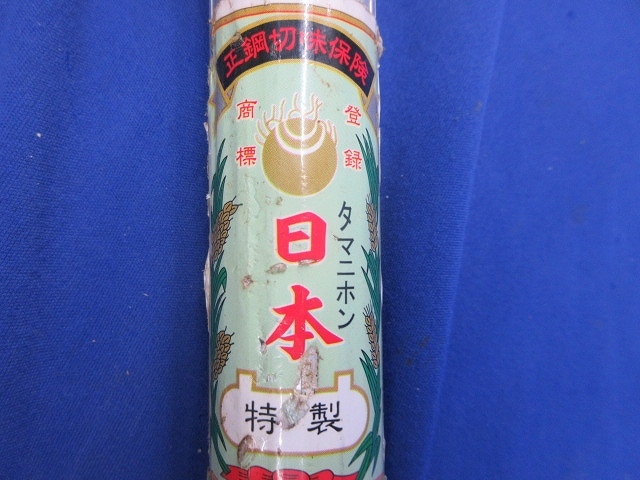 正鋼切味保険
登録
商標
タマニホン
日本
特製